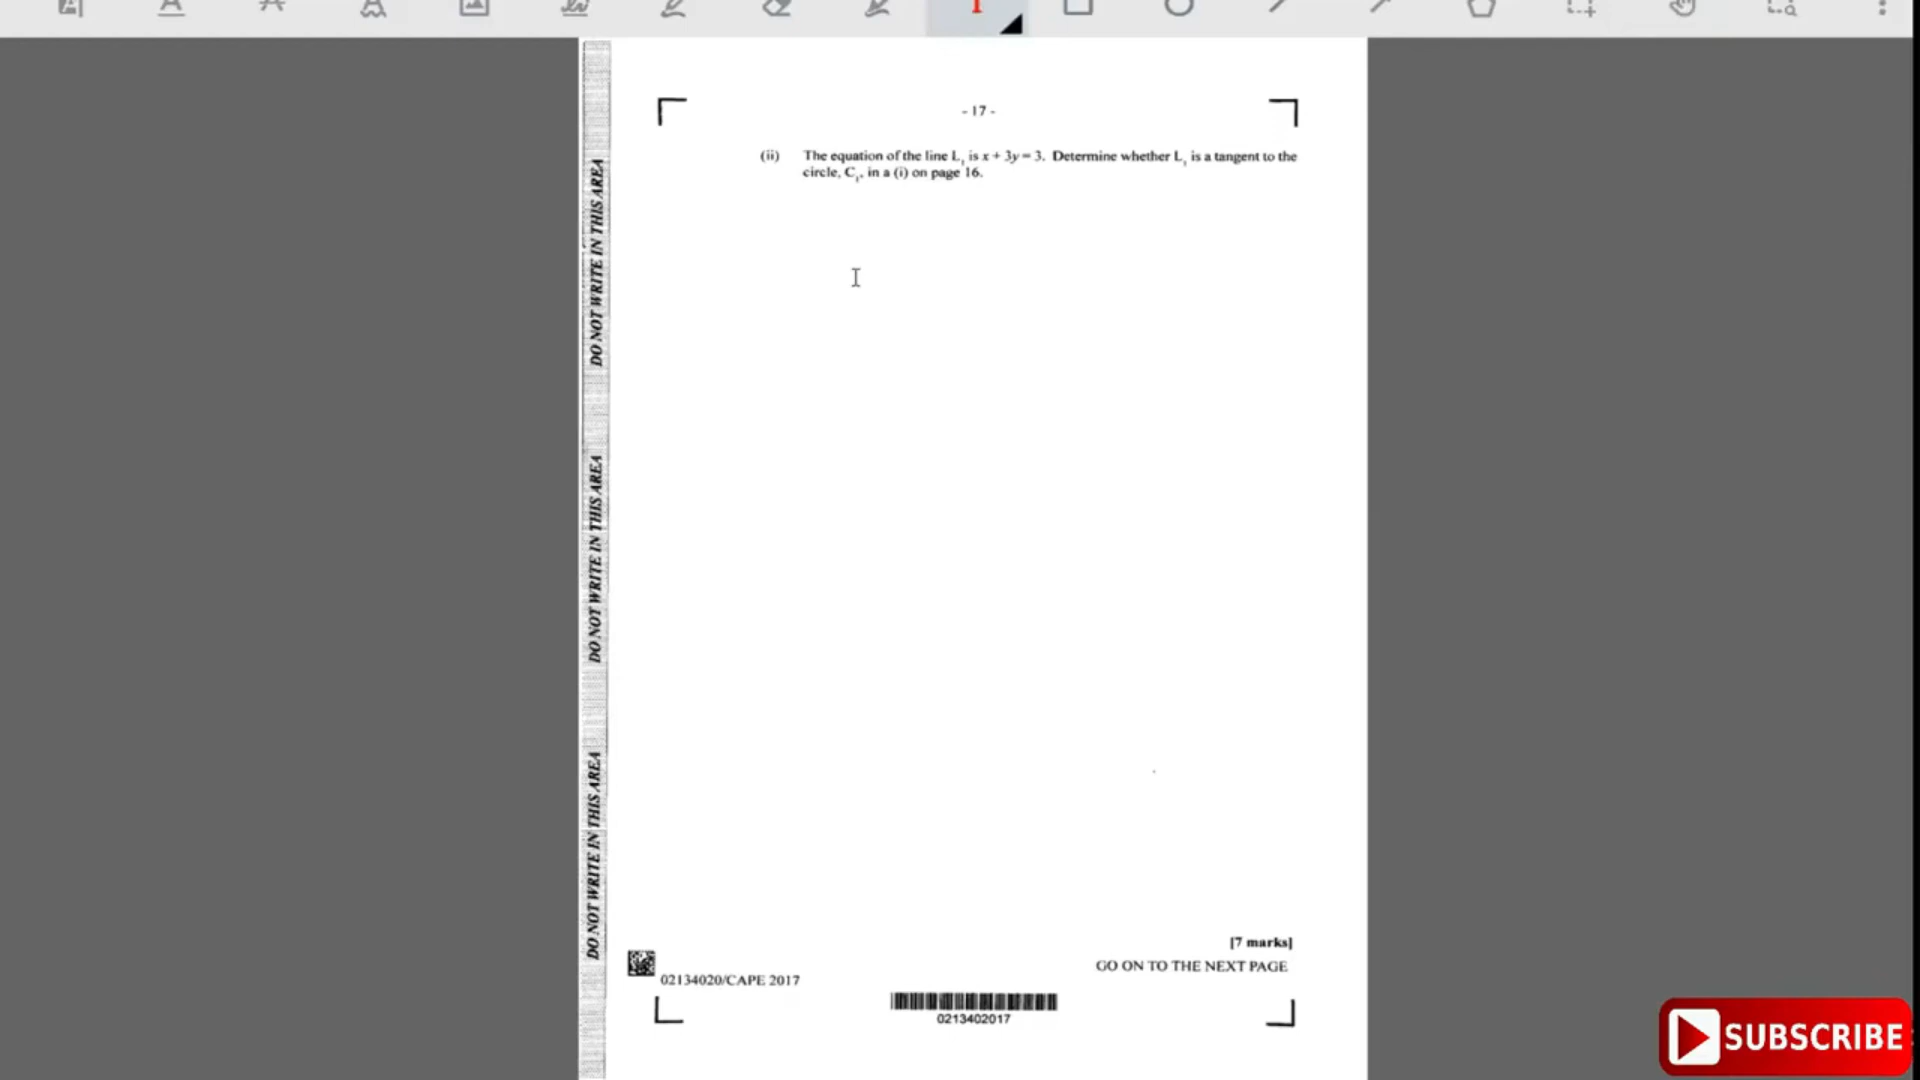 - 17 -
(ii) The equation of the line L₁ is x + 3y = 3. Determine whether L₁ is a tangent to the
circle, C₁, in a (i) on page 16.
DO NOT WRITE IN THIS AREA
DO NOT WRITE IN THIS AREA
DO NOT WRITE IN THIS AREA
[7 marks]
GO ON TO THE NEXT PAGE
02134020/CAPE 2017
0213402017
SUBSCRIBE